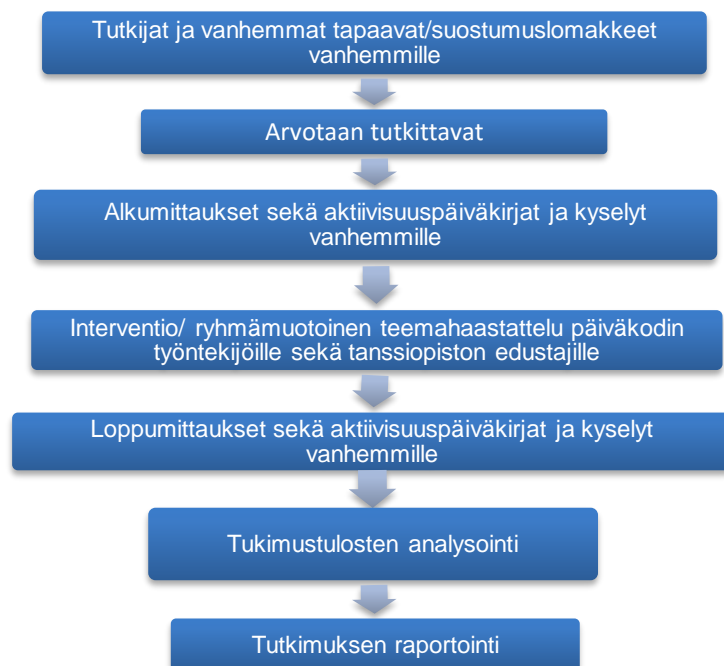 Tutkijat ja vanhemmat tapaavat/suostumuslomakkeet
vanhemmille
Arvotaan tutkittavat
Alkumittaukset sekä aktiivisuuspäiväkirjat ja kyselyt
vanhemmille
Interventio/ ryhmämuotoinen teemahaastattelu päiväkodin
työntekijöille sekä tanssiopiston edustajille
Loppumittaukset sekä aktiivisuuspäiväkirjat ja kyselyt
vanhemmille
Tukimustulosten analysointi
Tutkimuksen raportointi